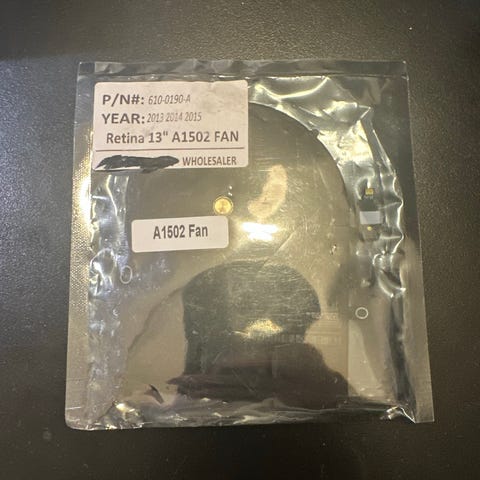 P/N#: 610-0190-A
YEAR: 2013 2014 2015
Retina 13" A1502 FAN
WHOLESALER
A1502 Fan